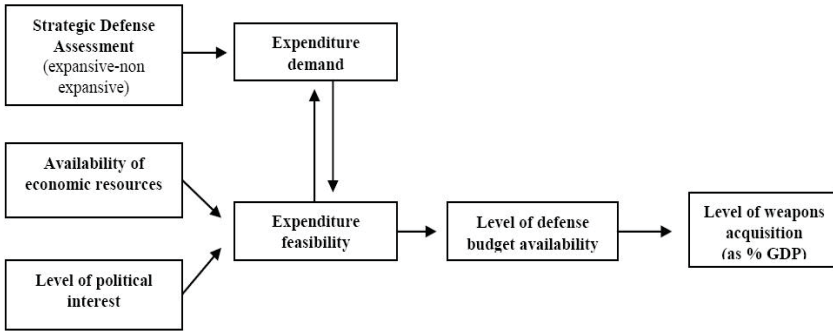 Strategic Defense
Assessment
(expansive-non
expansive)
Expenditure
demand
Availability of
economic resources
Expenditure
feasibility
Level of defense
budget availability
Level of weapons
acquisition
(as % GDP)
Level of political
interest